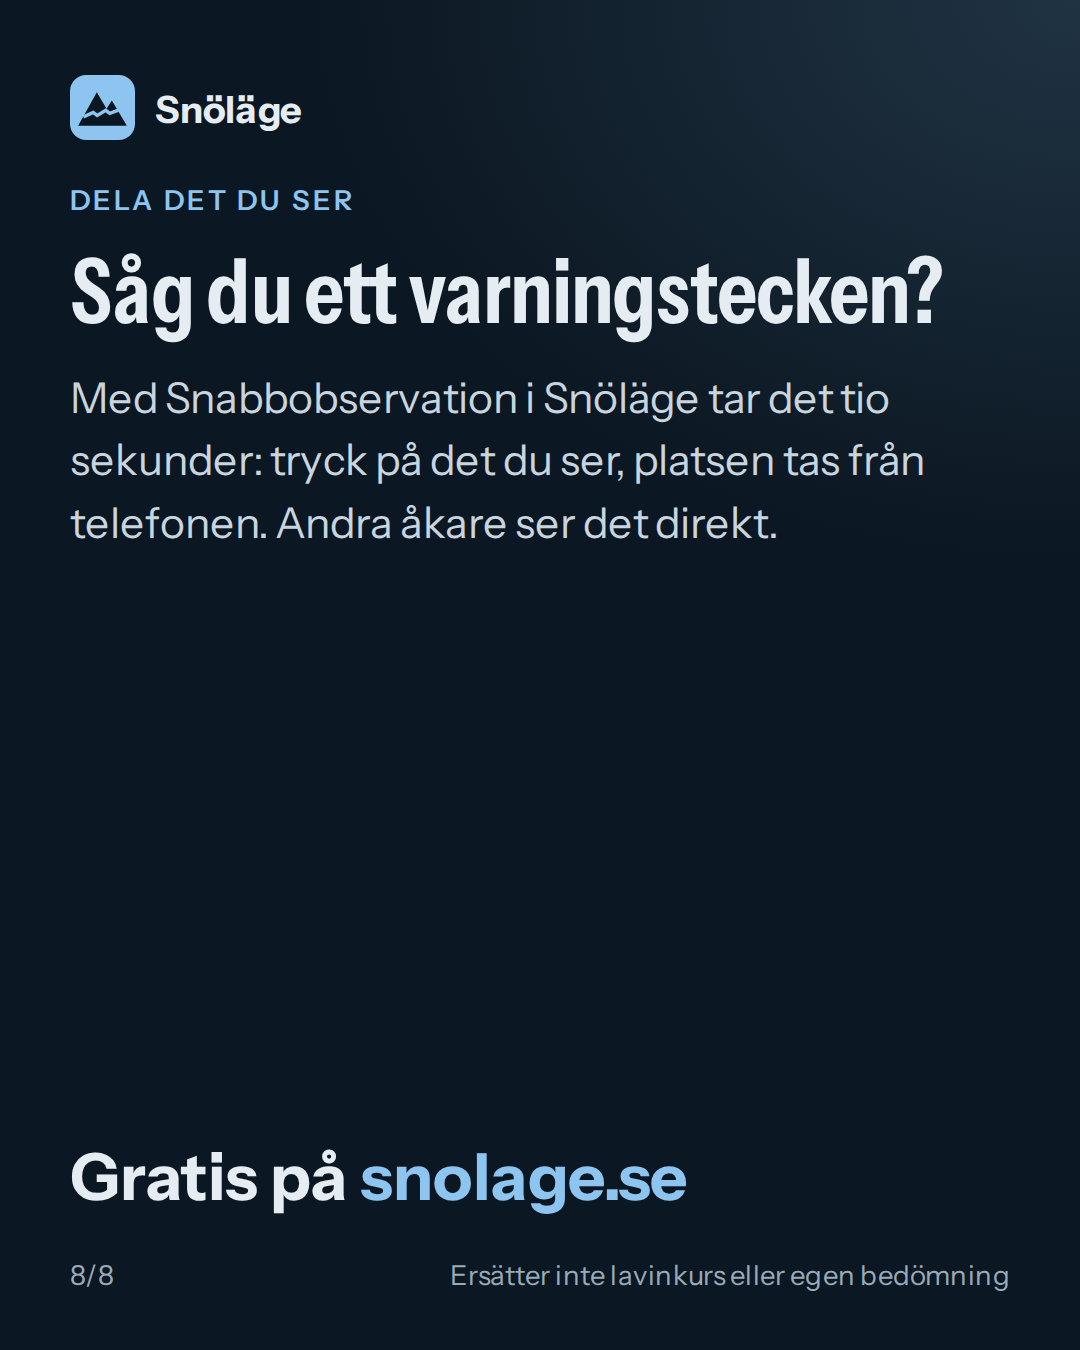 Snöläge
DELA DET DU SER
Såg du ett varningstecken?
Med Snabbobservation i Snöläge tar det tio
sekunder: tryck på det du ser, platsen tas från
telefonen. Andra åkare ser det direkt.
Gratis på snolage.se
8/8
Ersätter inte lavinkurs eller egen bedömning